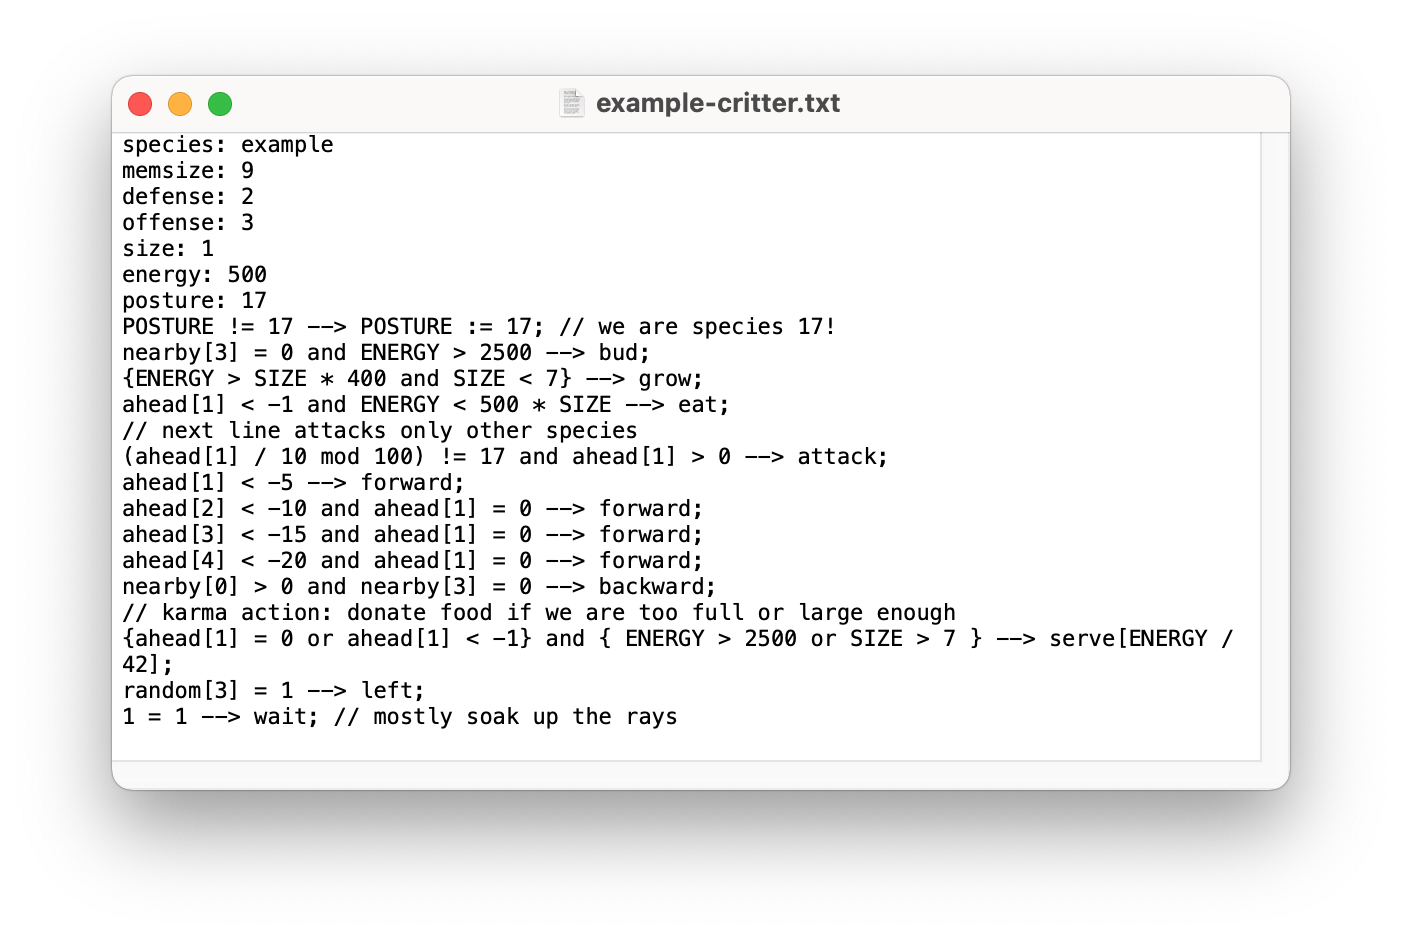 example-critter.txt
species: example
memsize: 9
defense: 2
offense: 3
size: 1
energy: 500
posture: 17
POSTURE != 17 --> POSTURE := 17; // we are species 17!
nearby[3] = 0 and ENERGY > 2500 --> bud;
{ENERGY > SIZE * 400 and SIZE < 7} --> grow;
ahead[1] < -1 and ENERGY < 500 * SIZE --> eat;
// next line attacks only other species
(ahead[1] / 10 mod 100) != 17 and ahead[1] > 0 --> attack;
ahead[1] < -5 --> forward;
ahead[2] < -10 and ahead[1] = 0 --> forward;
ahead[3] < -15 and ahead[1] = 0 --> forward;
ahead[4] < -20 and ahead[1] = 0 --> forward;
nearby[0] > 0 and nearby[3] = 0 --> backward;
// karma action: donate food if we are too full or large enough
{ahead[1] = 0 or ahead[1] < -1} and { ENERGY > 2500 or SIZE > 7 } --> serve[ENERGY /
42];
random[3] = 1 --> left;
1 = 1 --> wait; // mostly soak up the rays